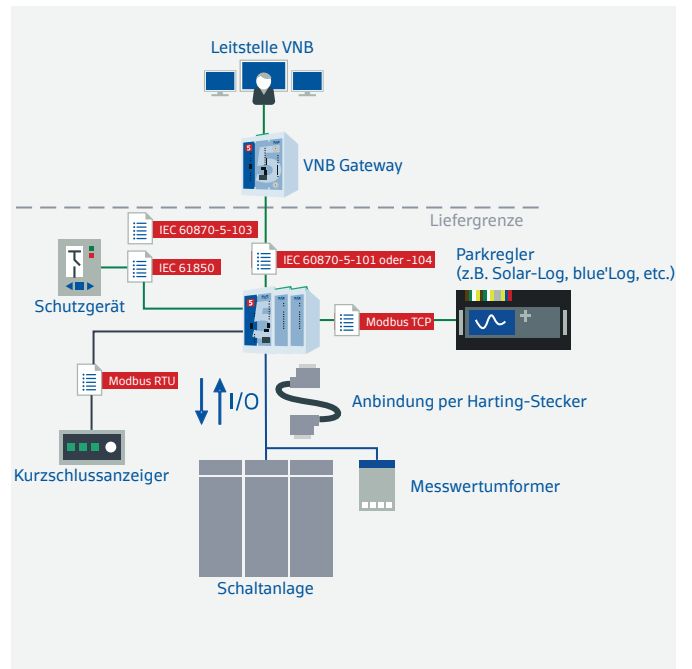 Leitstelle VNB
VNB Gateway
Liefergrenze
IEC 60870-5-103
IEC 61850
IEC 60870-5-101 oder -104
Parkregler
(z.B. Solar-Log, blue'Log, etc.)
Schutzgerät
Modbus TCP
Modbus RTU
I/O
Anbindung per Harting-Stecker
Kurzschlussanzeiger
Messwertumformer
Schaltanlage